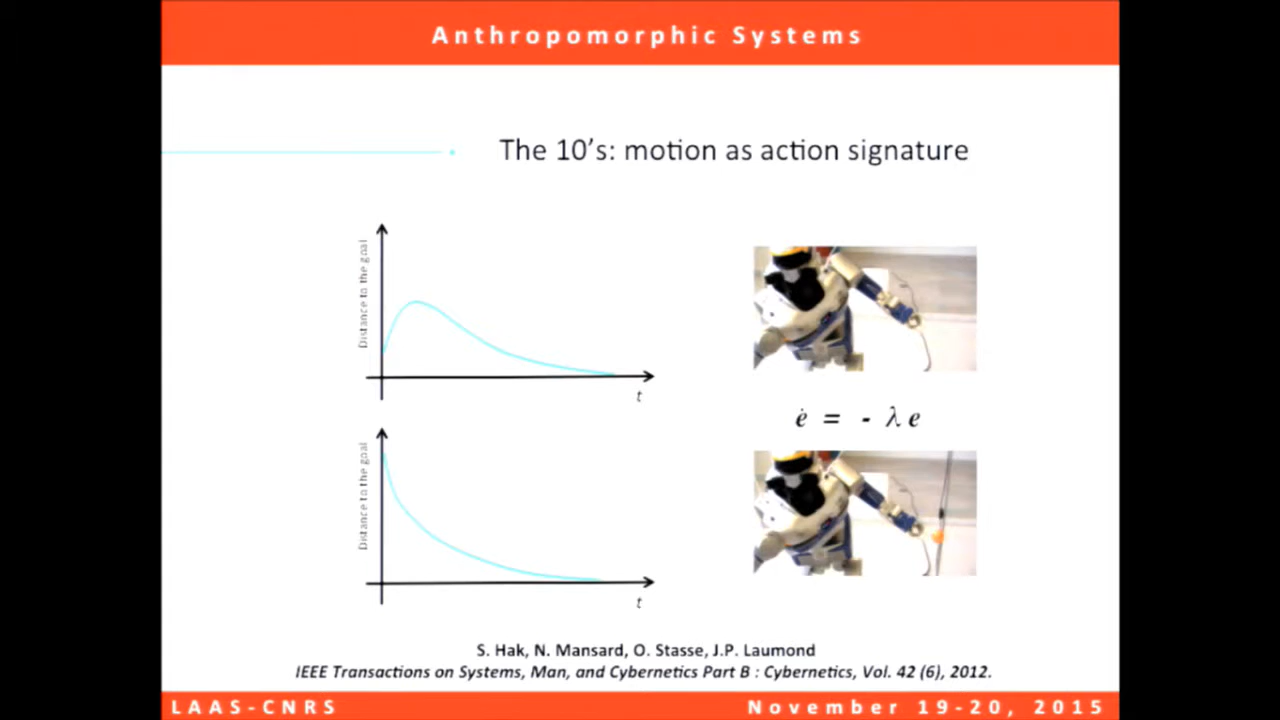 Anthropomorphic Systems
The 10's: motion as action signature
Distance to the goal
t
ė = - λ e
Distance to the goal
t
S. Hak, N. Mansard, O. Stasse, J.P. Laumond
IEEE Transactions on Systems, Man, and Cybernetics Part B : Cybernetics, Vol. 42 (6), 2012.
LAAS-CNRS
November 19-20, 2015